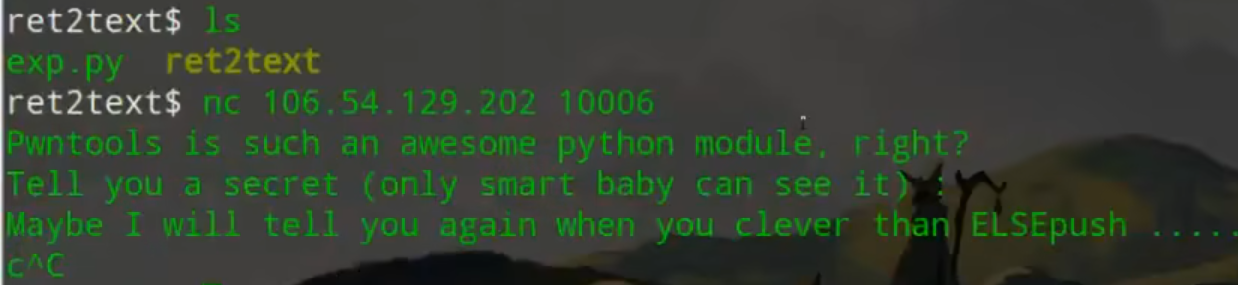 ret2text$ ls
exp.py  ret2text
ret2text$ nc 106.54.129.202 10006
Pwntools is such an awesome python module, right?
Tell you a secret (only smart baby can see it) :
Maybe I will tell you again when you clever than ELSEpush .....
c^C